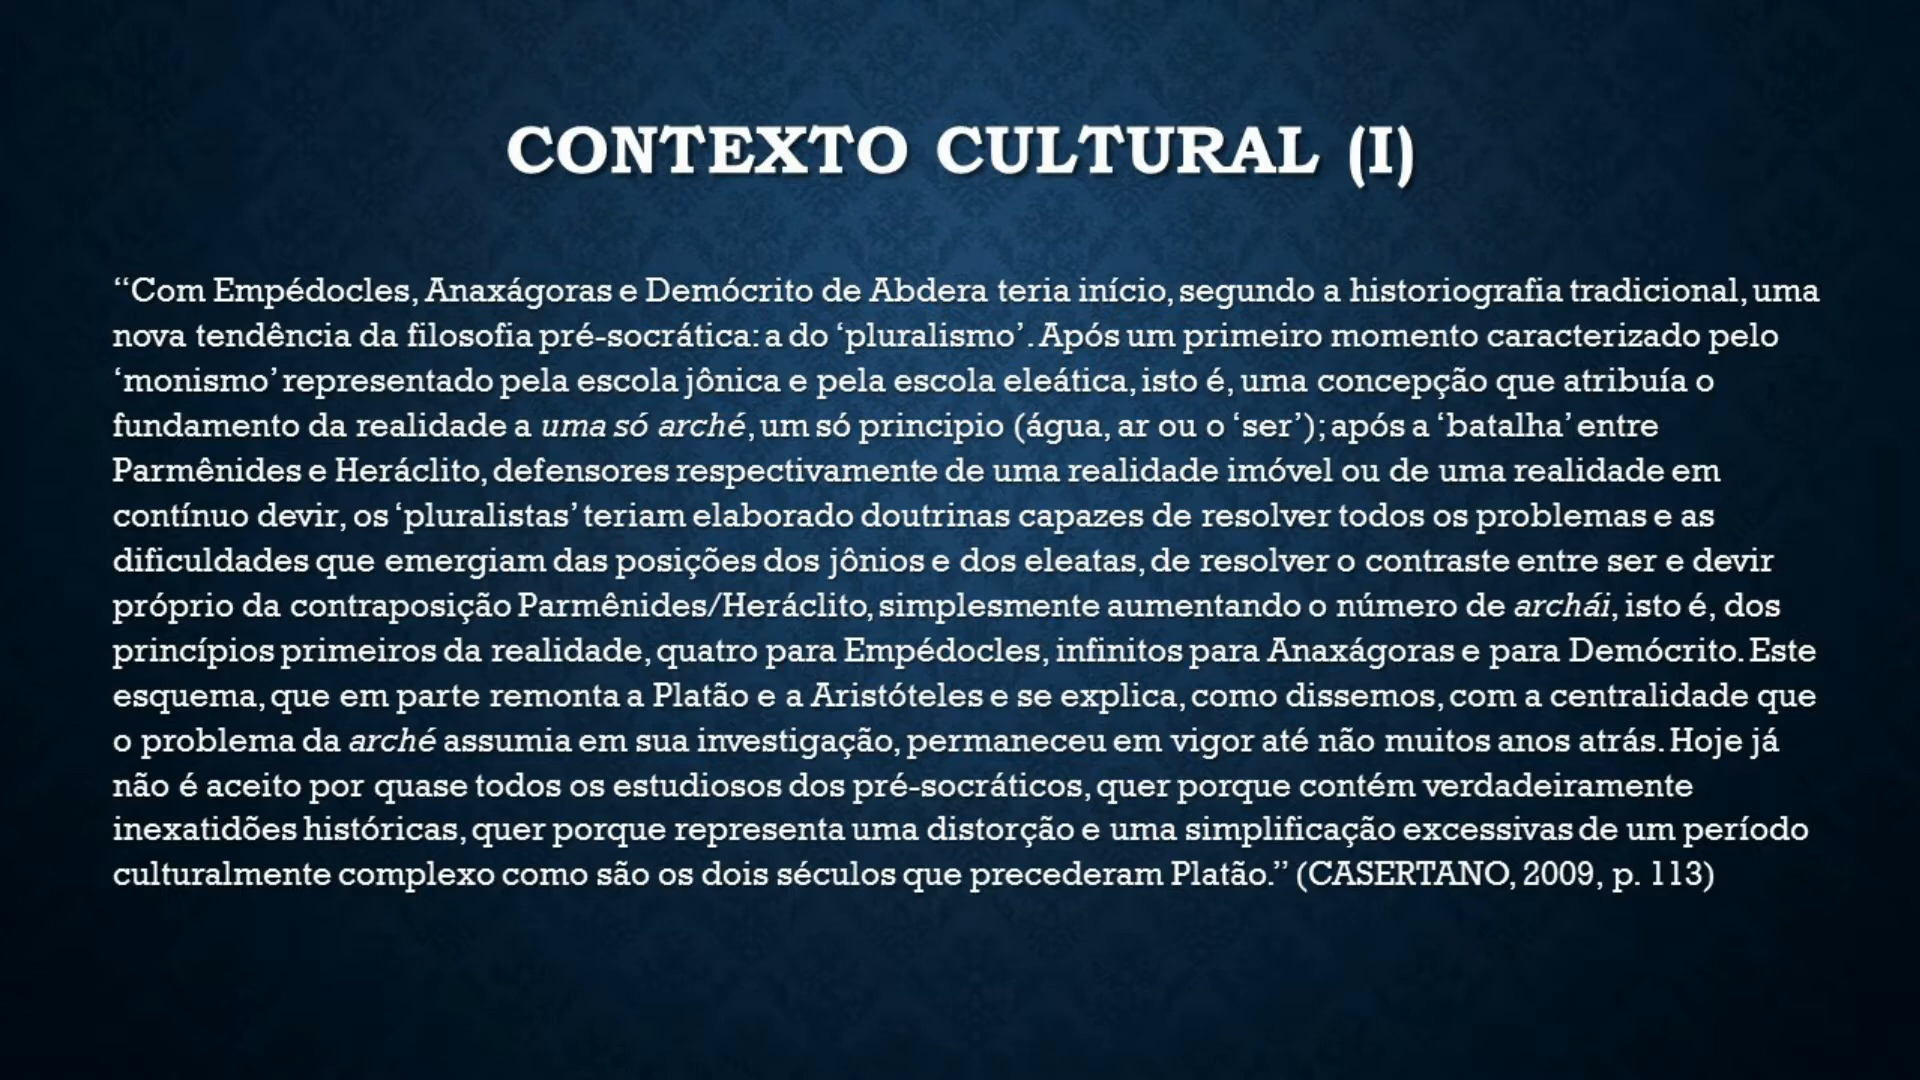 CONTEXTO CULTURAL (I)
“Com Empédocles, Anaxágoras e Demócrito de Abdera teria início, segundo a historiografia tradicional, uma
nova tendência da filosofia pré-socrática: a do ‘pluralismo’. Após um primeiro momento caracterizado pelo
‘monismo’ representado pela escola jônica e pela escola eleática, isto é, uma concepção que atribuía o
fundamento da realidade a uma só arché, um só principio (água, ar ou o ‘ser’); após a ‘batalha’ entre
Parmênides e Heráclito, defensores respectivamente de uma realidade imóvel ou de uma realidade em
contínuo devir, os ‘pluralistas’ teriam elaborado doutrinas capazes de resolver todos os problemas e as
dificuldades que emergiam das posições dos jônios e dos eleatas, de resolver o contraste entre ser e devir
próprio da contraposição Parmênides/Heráclito, simplesmente aumentando o número de archái, isto é, dos
princípios primeiros da realidade, quatro para Empédocles, infinitos para Anaxágoras e para Demócrito. Este
esquema, que em parte remonta a Platão e a Aristóteles e se explica, como dissemos, com a centralidade que
o problema da arché assumia em sua investigação, permaneceu em vigor até não muitos anos atrás. Hoje já
não é aceito por quase todos os estudiosos dos pré-socráticos, quer porque contém verdadeiramente
inexatidões históricas, quer porque representa uma distorção e uma simplificação excessivas de um período
culturalmente complexo como são os dois séculos que precederam Platão.” (CASERTANO, 2009, p. 113)